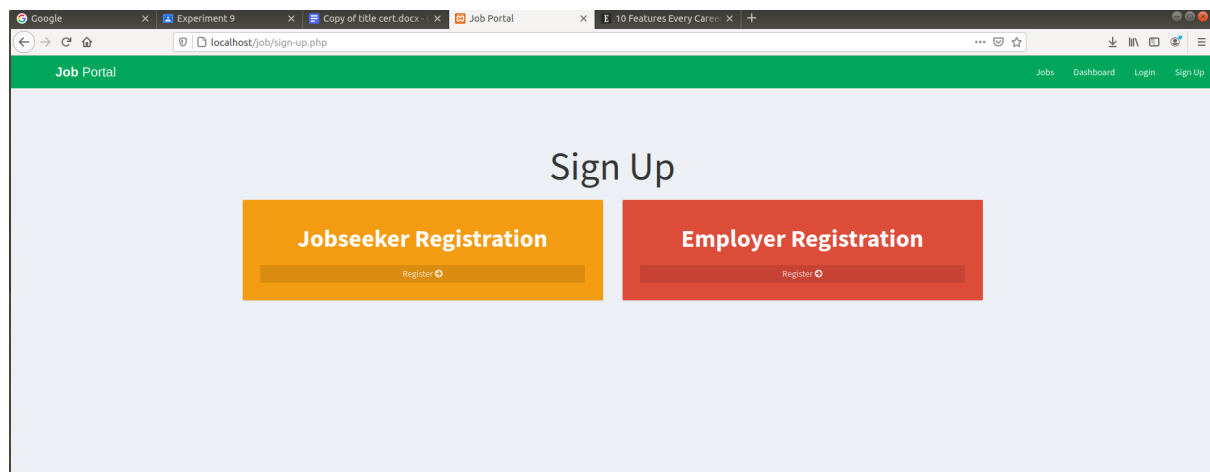 Google
Experiment 9
Copy of title cert.docx - G
Job Portal
10 Features Every Career
localhost/job/sign-up.php
Job Portal
Jobs Dashboard Login Sign Up
Sign Up
Jobseeker Registration
Register
Employer Registration
Register